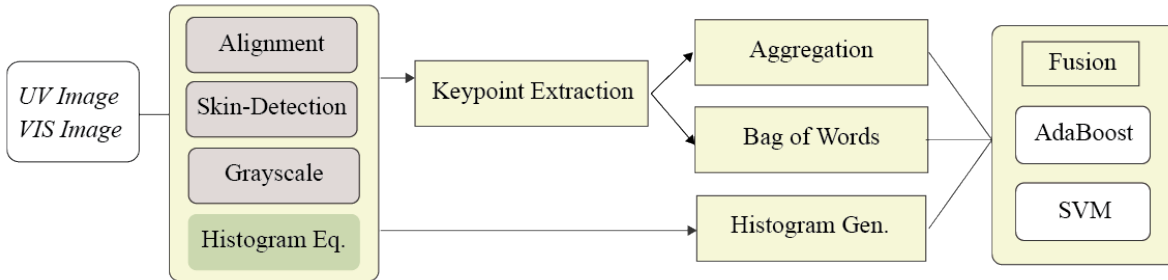 UV Image
VIS Image
Alignment
Skin-Detection
Grayscale
Histogram Eq.
Keypoint Extraction
Aggregation
Bag of Words
Histogram Gen.
Fusion
AdaBoost
SVM